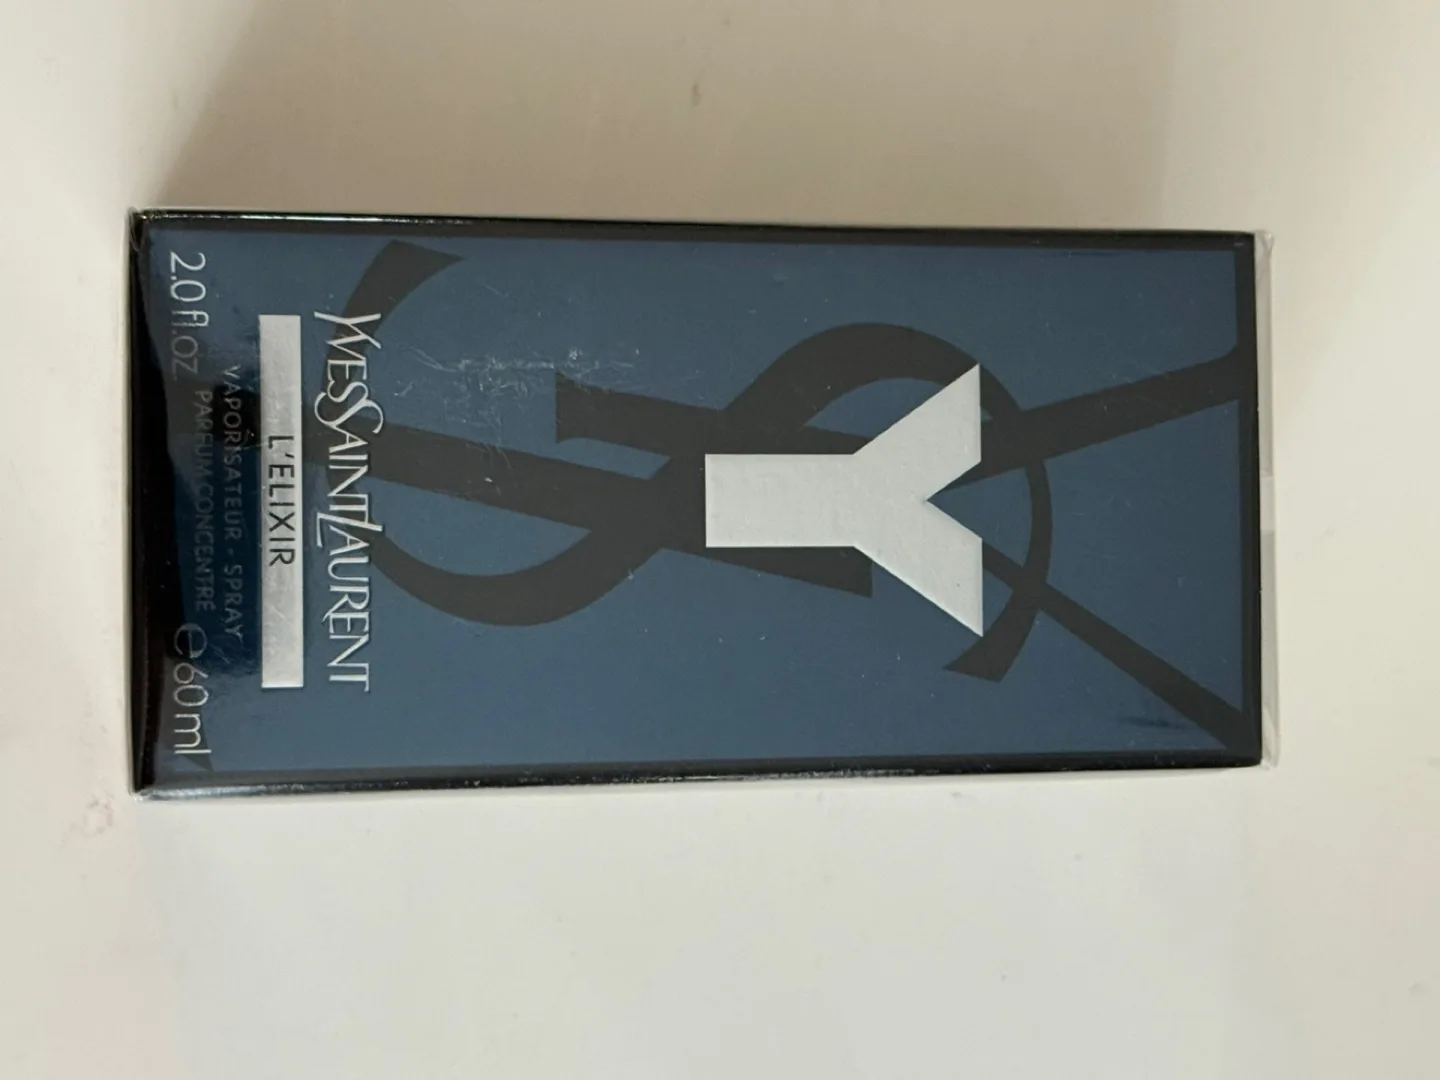 Y
YVESSAINTLAURENT
L'ELIXIR
VAPORISATEUR - SPRAY
PARFUM CONCENTRÉ
2.0 fl.oz. e 60 ml